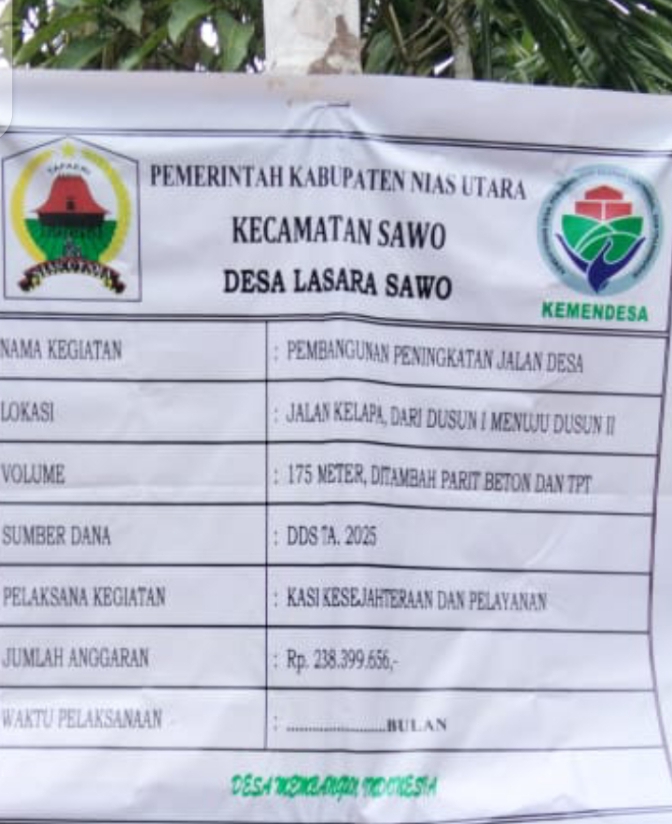 PEMERINTAH KABUPATEN NIAS UTARA
KECAMATAN SAWO
DESA LASARA SAWO
NIAS UTARA
KEMENDESA
NAMA KEGIATAN : PEMBANGUNAN PENINGKATAN JALAN DESA
LOKASI : JALAN KELAPA, DARI DUSUN I MENUJU DUSUN II
VOLUME : 175 METER, DITAMBAH PARIT BETON DAN TPT
SUMBER DANA : DDS TA. 2025
PELAKSANA KEGIATAN : KASI KESEJAHTERAAN DAN PELAYANAN
JUMLAH ANGGARAN : Rp. 238.399.656,-
WAKTU PELAKSANAAN : ........................BULAN
DESA MEMBANGUN INDONESIA